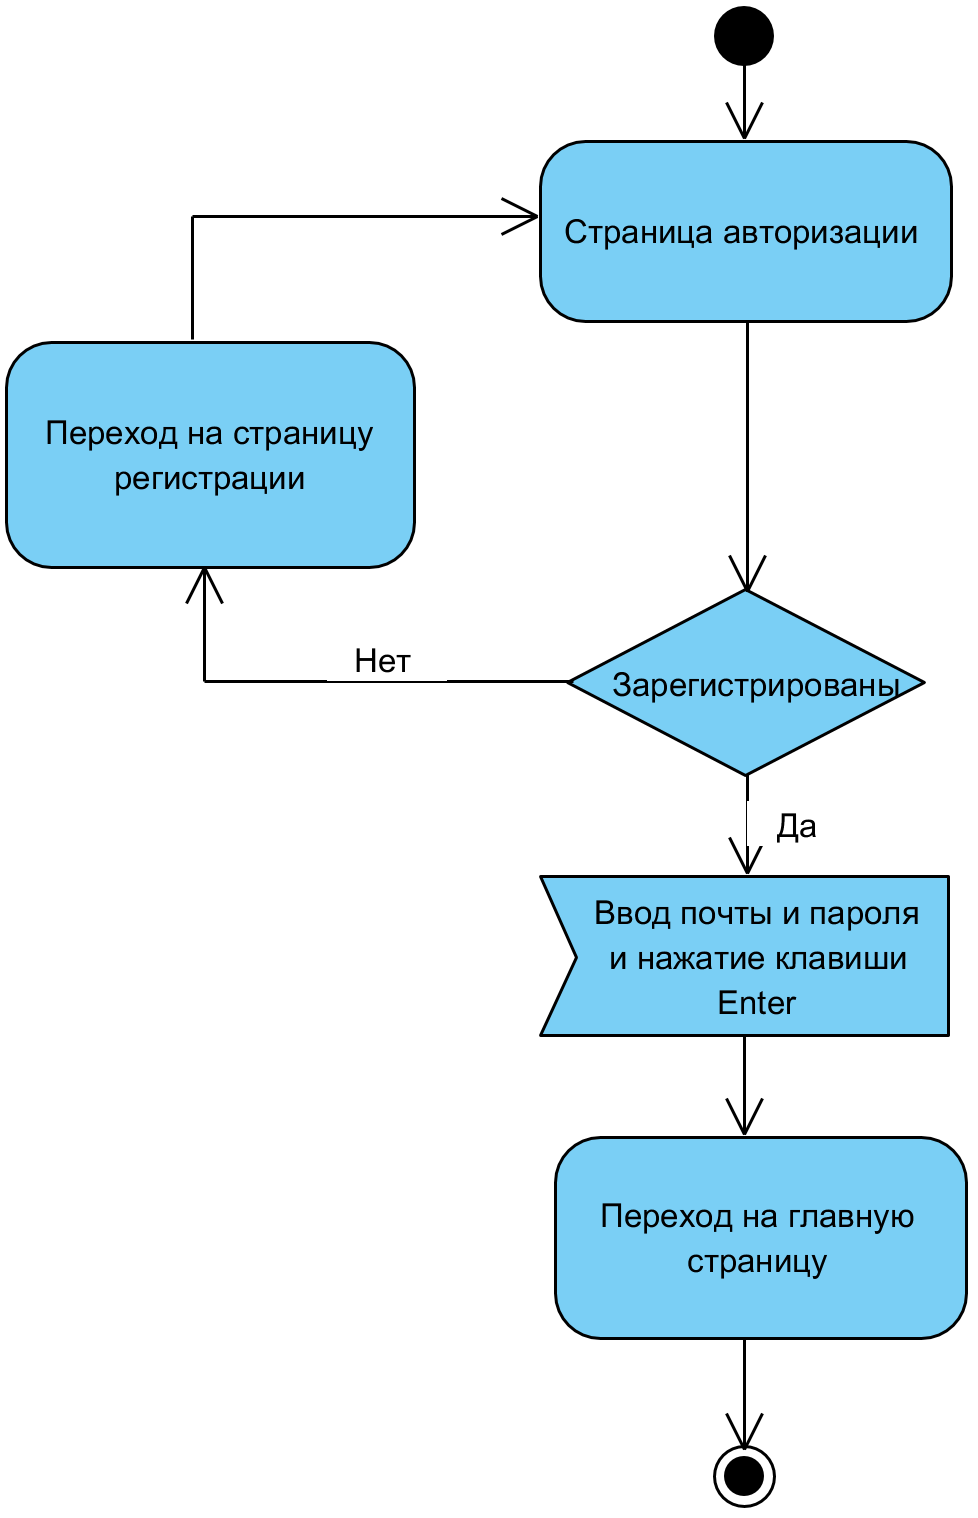 Страница авторизации
Переход на страницу
регистрации
Нет
Зарегистрированы
Да
Ввод почты и пароля
и нажатие клавиши
Enter
Переход на главную
страницу